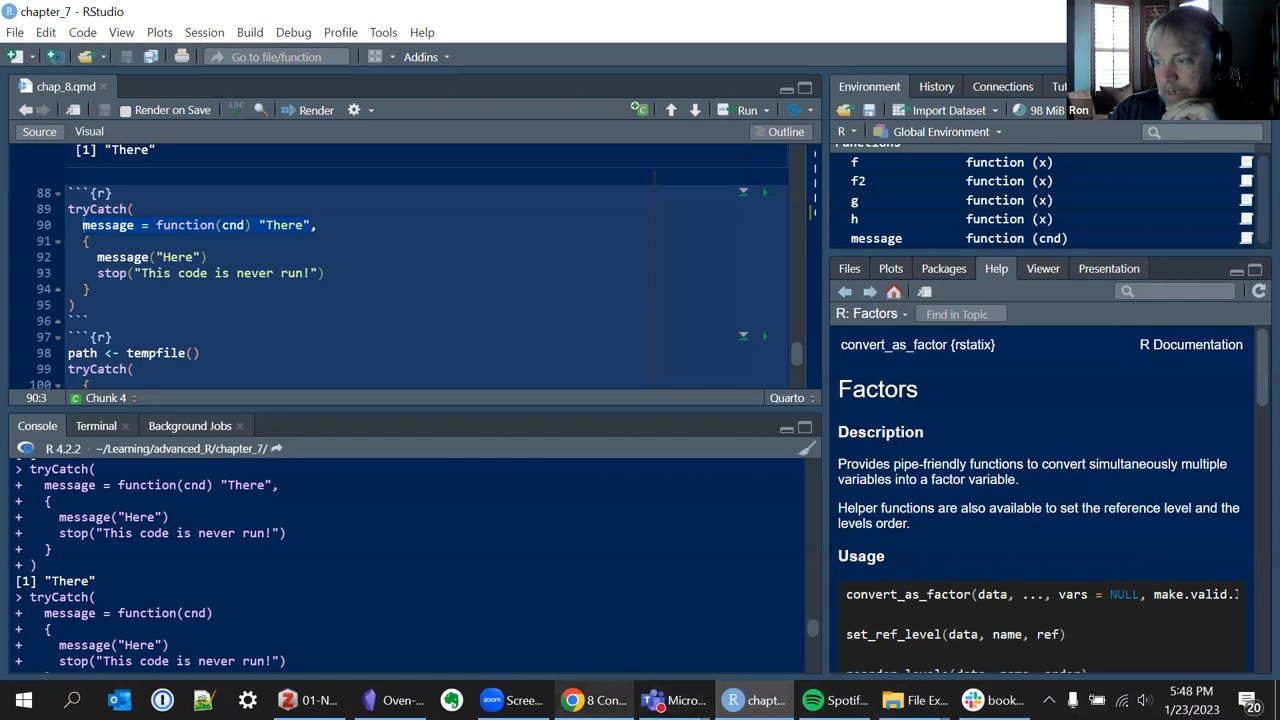 chapter_7 - RStudio
File Edit Code View Plots Session Build Debug Profile Tools Help
Go to file/function Addins
chap_8.qmd
Render on Save ABC Render Run
Source Visual Outline
[1] "There"
88 ```{r}
89 tryCatch(
90 message = function(cnd) "There",
91 {
92 message("Here")
93 stop("This code is never run!")
94 }
95 )
96 ```
97 ```{r}
98 path <- tempfile()
99 tryCatch(
100 {
90:3 Chunk 4 Quarto
Console Terminal Background Jobs
R 4.2.2 · ~/Learning/advanced_R/chapter_7/
> tryCatch(
+ message = function(cnd) "There",
+ {
+ message("Here")
+ stop("This code is never run!")
+ }
+ )
[1] "There"
> tryCatch(
+ message = function(cnd)
+ {
+ message("Here")
+ stop("This code is never run!")
Environment History Connections Tu
Import Dataset 98 MiB Ron
R Global Environment
Functions
f function (x)
f2 function (x)
g function (x)
h function (x)
message function (cnd)
Files Plots Packages Help Viewer Presentation
R: Factors Find in Topic
convert_as_factor {rstatix} R Documentation
Factors
Description
Provides pipe-friendly functions to convert simultaneously multiple
variables into a factor variable.
Helper functions are also available to set the reference level and the
levels order.
Usage
convert_as_factor(data, ..., vars = NULL, make.valid.
set_ref_level(data, name, ref)
01-N Oven- Scree... 8 Con... Micro... chapt... Spotif... File Ex... book...
5:48 PM
1/23/2023
20